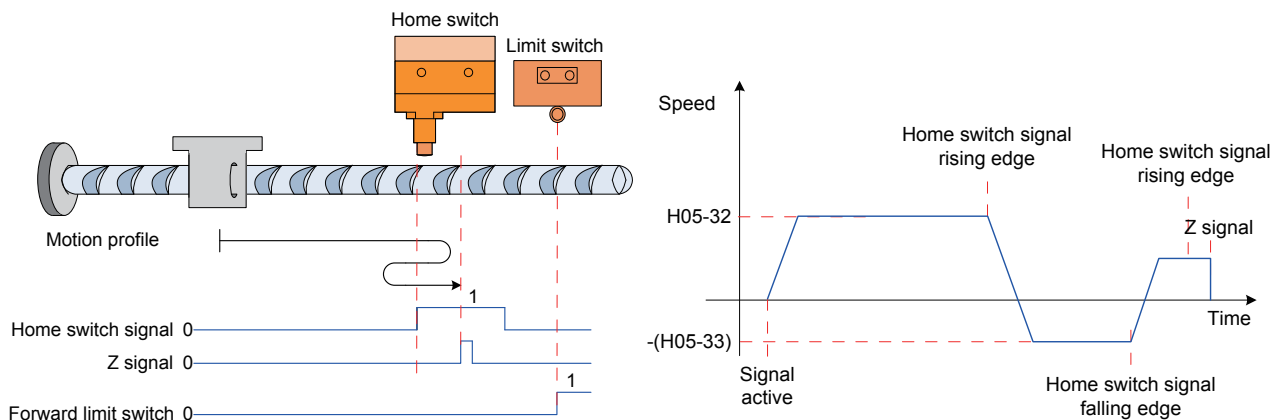 Home switch
Limit switch
Motion profile
1
Home switch signal 0
Z signal 0
1
Forward limit switch 0
Speed
Home switch signal
rising edge
Home switch signal
rising edge
Z signal
H05-32
Time
-(H05-33)
Signal
active
Home switch signal
falling edge